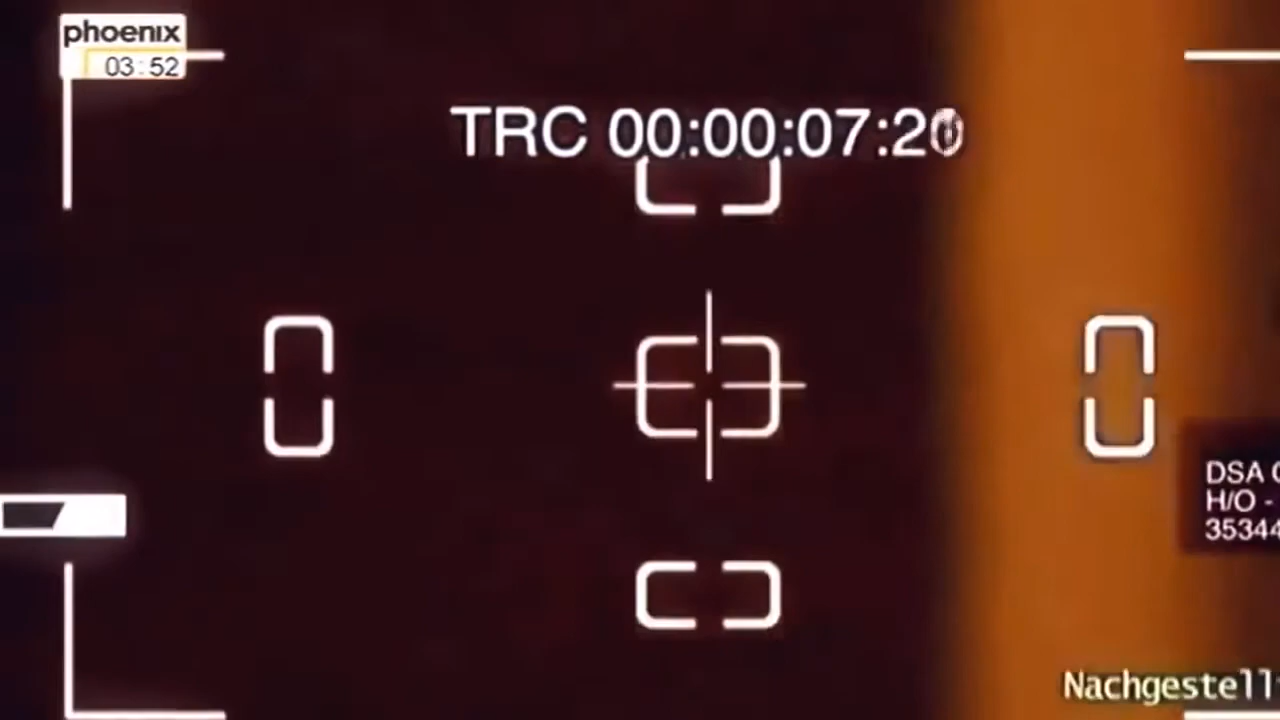 phoenix
03:52
TRC 00:00:07:20
DSA
H/O -
35344
Nachgestell